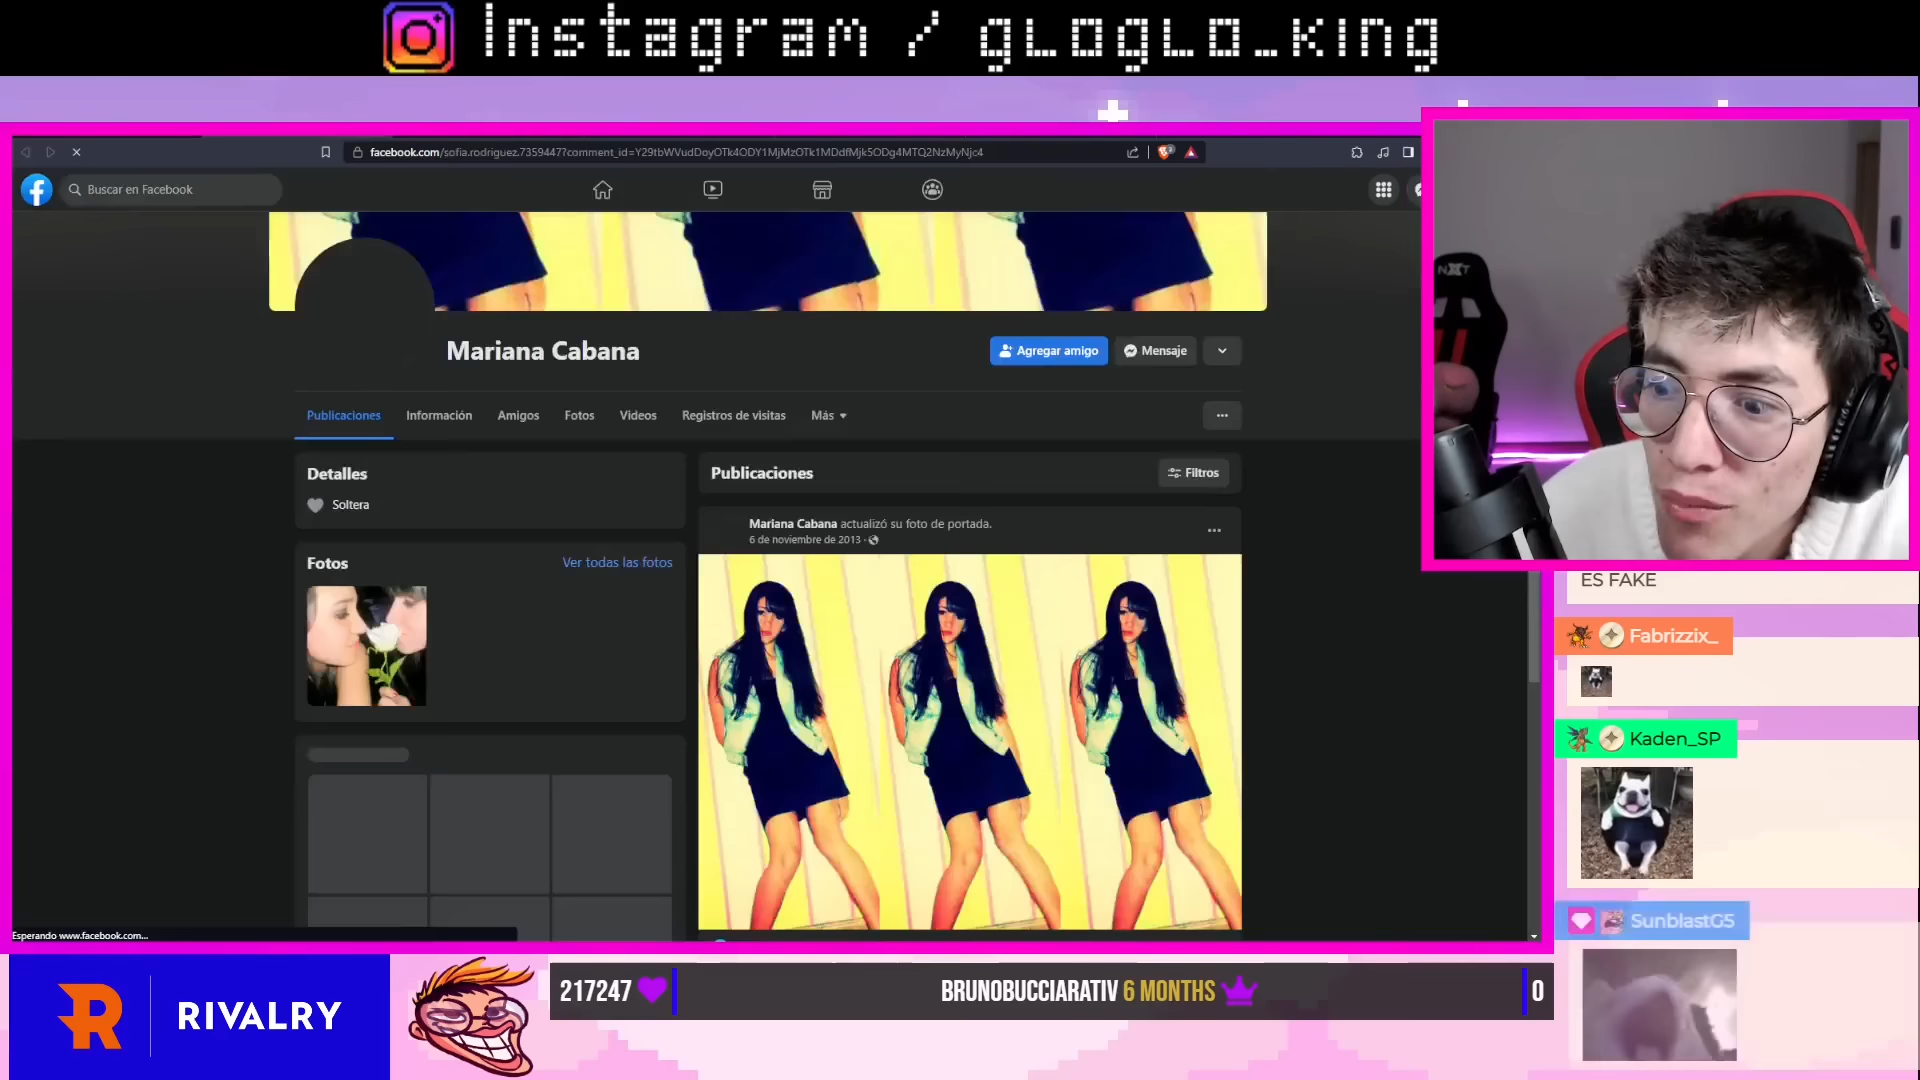 Instagram / gloglo_king
facebook.com/sofia.rodriguez.7359447?comment_id=Y29tbWVudDoyOTk4ODY1MjMzOTk1MDdfMjk5ODg4MTQ2NzMyNjc4
Buscar en Facebook
Mariana Cabana
Agregar amigo
Mensaje
Publicaciones
Información
Amigos
Fotos
Videos
Registros de visitas
Más
Detalles
Soltera
Publicaciones
Filtros
Mariana Cabana actualizó su foto de portada.
6 de noviembre de 2013 ·
Fotos
Ver todas las fotos
Esperando www.facebook.com...
NXT
ES FAKE
Fabrizzix_
Kaden_SP
SunblastG5
R RIVALRY
217247
BRUNOBUCCIARATIV 6 MONTHS
0